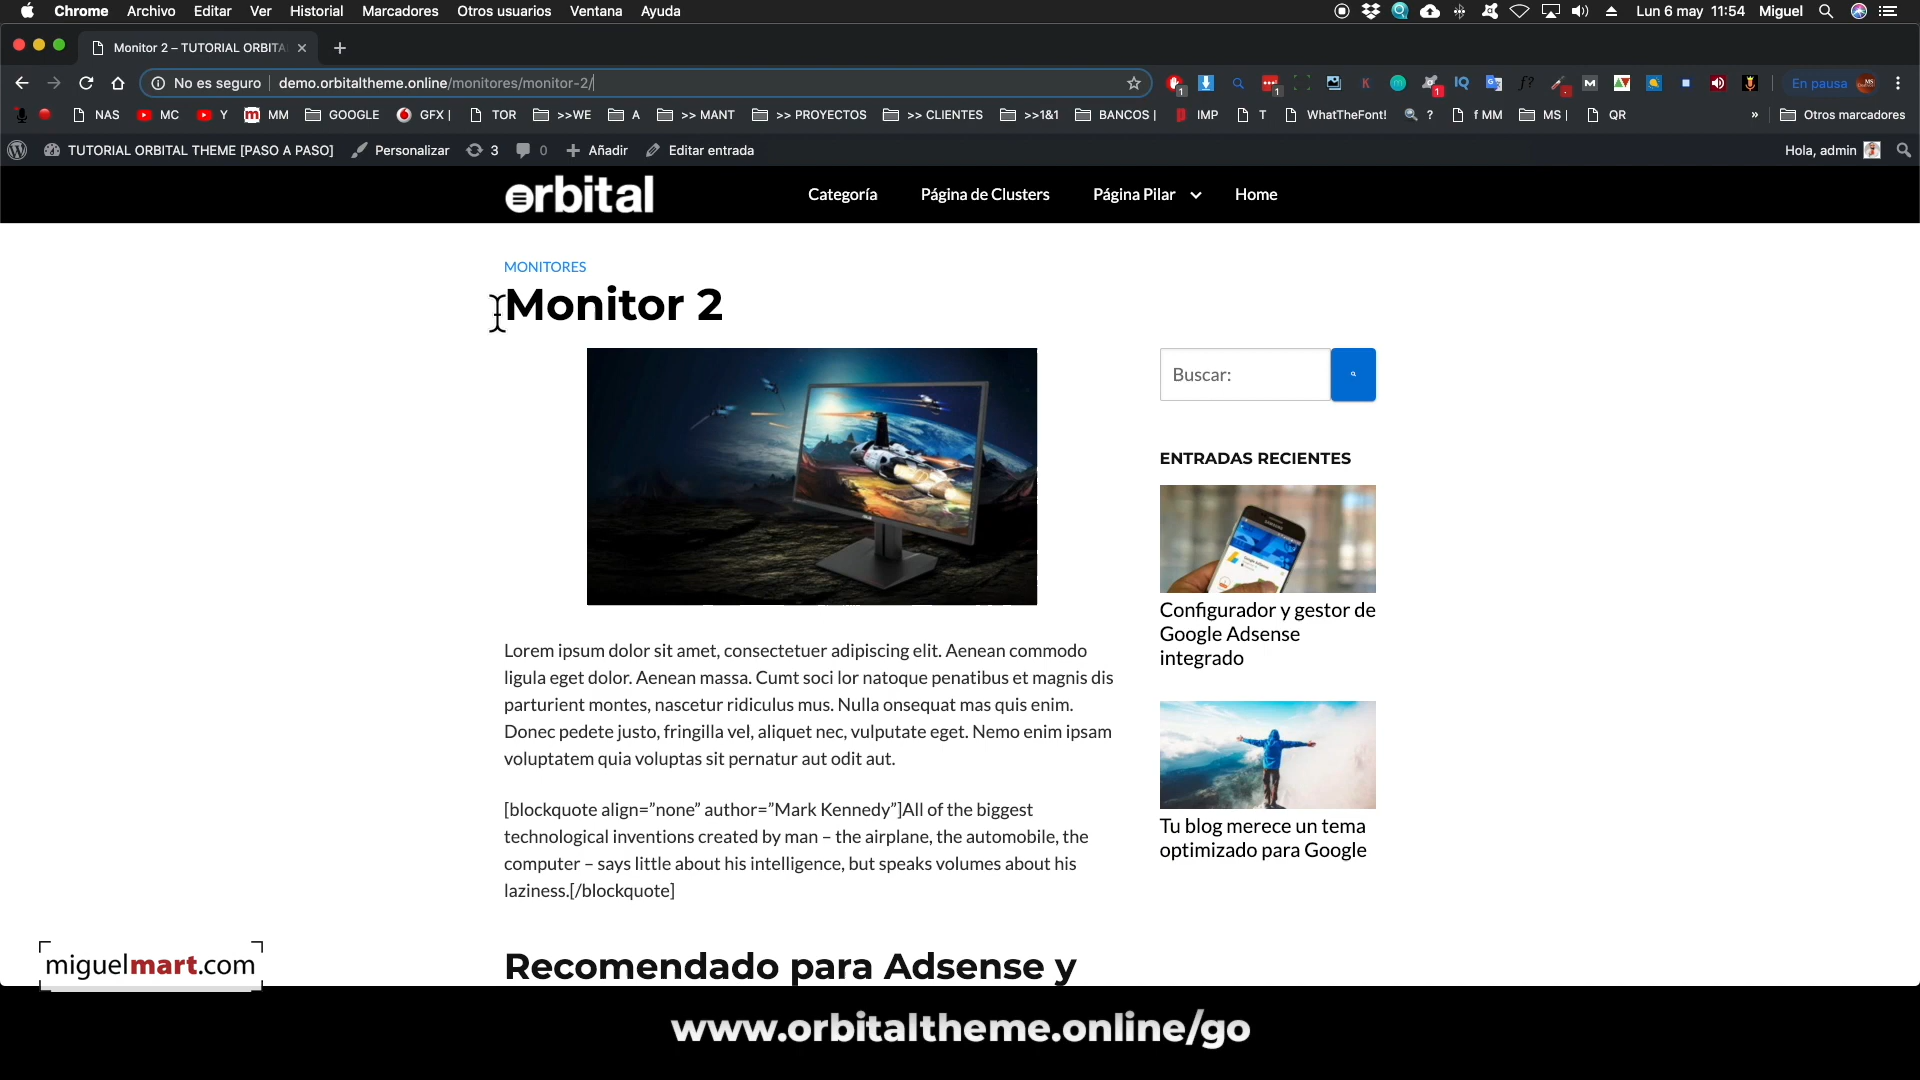 Chrome Archivo Editar Ver Historial Marcadores Otros usuarios Ventana Ayuda Lun 6 may 11:54 Miguel
Monitor 2 – TUTORIAL ORBITA
No es seguro demo.orbitaltheme.online/monitores/monitor-2/ En pausa
NAS MC Y MM GOOGLE GFX | TOR >>WE A >> MANT >> PROYECTOS >> CLIENTES >>1&1 BANCOS | IMP T WhatTheFont! ? f MM MS | QR » Otros marcadores
TUTORIAL ORBITAL THEME [PASO A PASO] Personalizar 3 0 Añadir Editar entrada Hola, admin
orbital Categoría Página de Clusters Página Pilar Home
MONITORES
Monitor 2
Buscar:
ENTRADAS RECIENTES
Configurador y gestor de
Google Adsense
integrado
Tu blog merece un tema
optimizado para Google
Lorem ipsum dolor sit amet, consectetuer adipiscing elit. Aenean commodo
ligula eget dolor. Aenean massa. Cumt soci lor natoque penatibus et magnis dis
parturient montes, nascetur ridiculus mus. Nulla onsequat mas quis enim.
Donec pedete justo, fringilla vel, aliquet nec, vulputate eget. Nemo enim ipsam
voluptatem quia voluptas sit pernatur aut odit aut.
[blockquote align=”none” author=”Mark Kennedy”]All of the biggest
technological inventions created by man – the airplane, the automobile, the
computer – says little about his intelligence, but speaks volumes about his
laziness.[/blockquote]
Recomendado para Adsense y
miguelmart.com
www.orbitaltheme.online/go